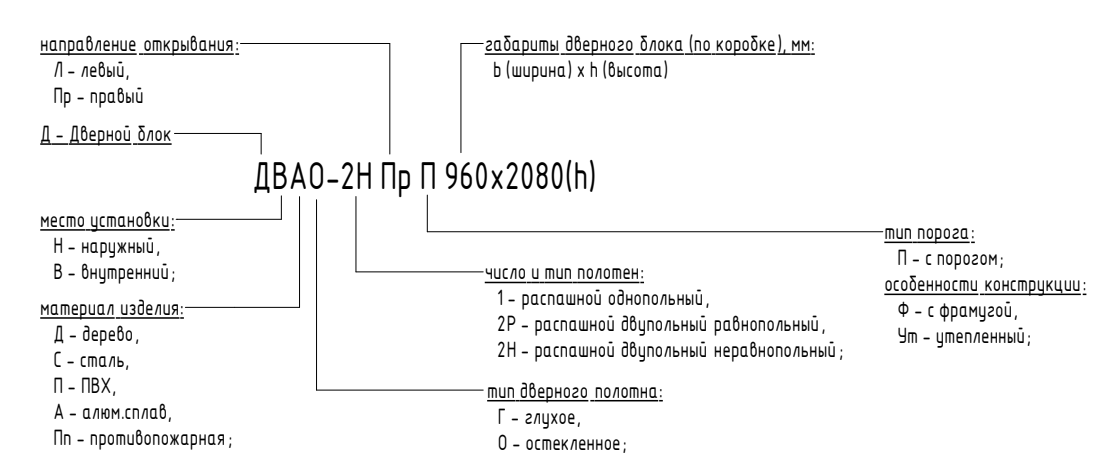 направление открывания:
Л – левый,
Пр – правый
габариты дверного блока (по коробке), мм:
b (ширина) x h (высота)
Д – Дверной блок
ДВАО-2Н Пр П 960x2080(h)
место установки:
Н – наружный,
В – внутренний;
материал изделия:
Д – дерево,
С – сталь,
П – ПВХ,
А – алюм.сплав,
Пп – противопожарная;
число и тип полотен:
1 – распашной однопольный,
2Р – распашной двупольный равнопольный,
2Н – распашной двупольный неравнопольный;
тип дверного полотна:
Г – глухое,
О – остекленное;
тип порога:
П – с порогом;
особенности конструкции:
Ф – с фрамугой,
Ут – утепленный;